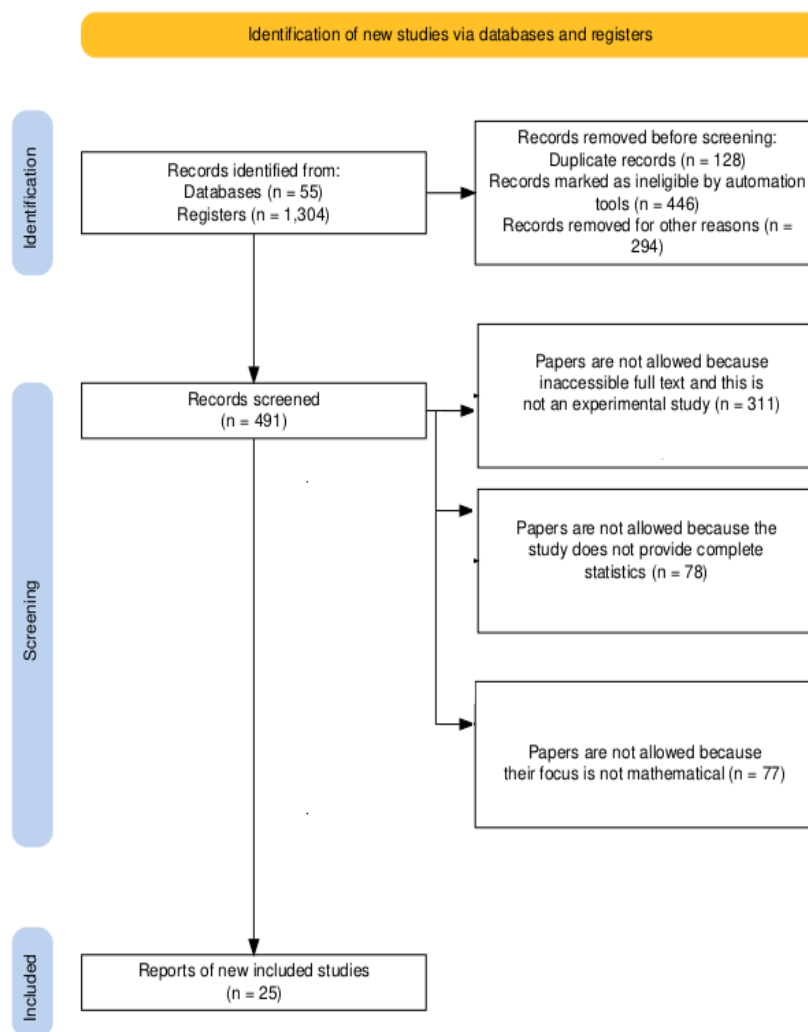 Identification of new studies via databases and registers
Identification
Records identified from:
Databases (n = 55)
Registers (n = 1,304)
Records removed before screening:
Duplicate records (n = 128)
Records marked as ineligible by automation
tools (n = 446)
Records removed for other reasons (n =
294)
Screening
Records screened
(n = 491)
Papers are not allowed because
inaccessible full text and this is
not an experimental study (n = 311)
Papers are not allowed because the
study does not provide complete
statistics (n = 78)
Papers are not allowed because
their focus is not mathematical (n = 77)
Included
Reports of new included studies
(n = 25)